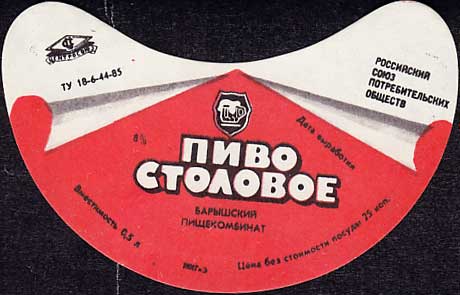 ТУ 18-6-44-85
РОССИЙСКИЙ
СОЮЗ
ПОТРЕБИТЕЛЬСКИХ
ОБЩЕСТВ
8%
Дата выработки
ПИВО
СТОЛОВОЕ
БАРЫШСКИЙ
ПИЩЕКОМБИНАТ
Вместимость 0,5 л
Цена без стоимости посуды 25 коп.